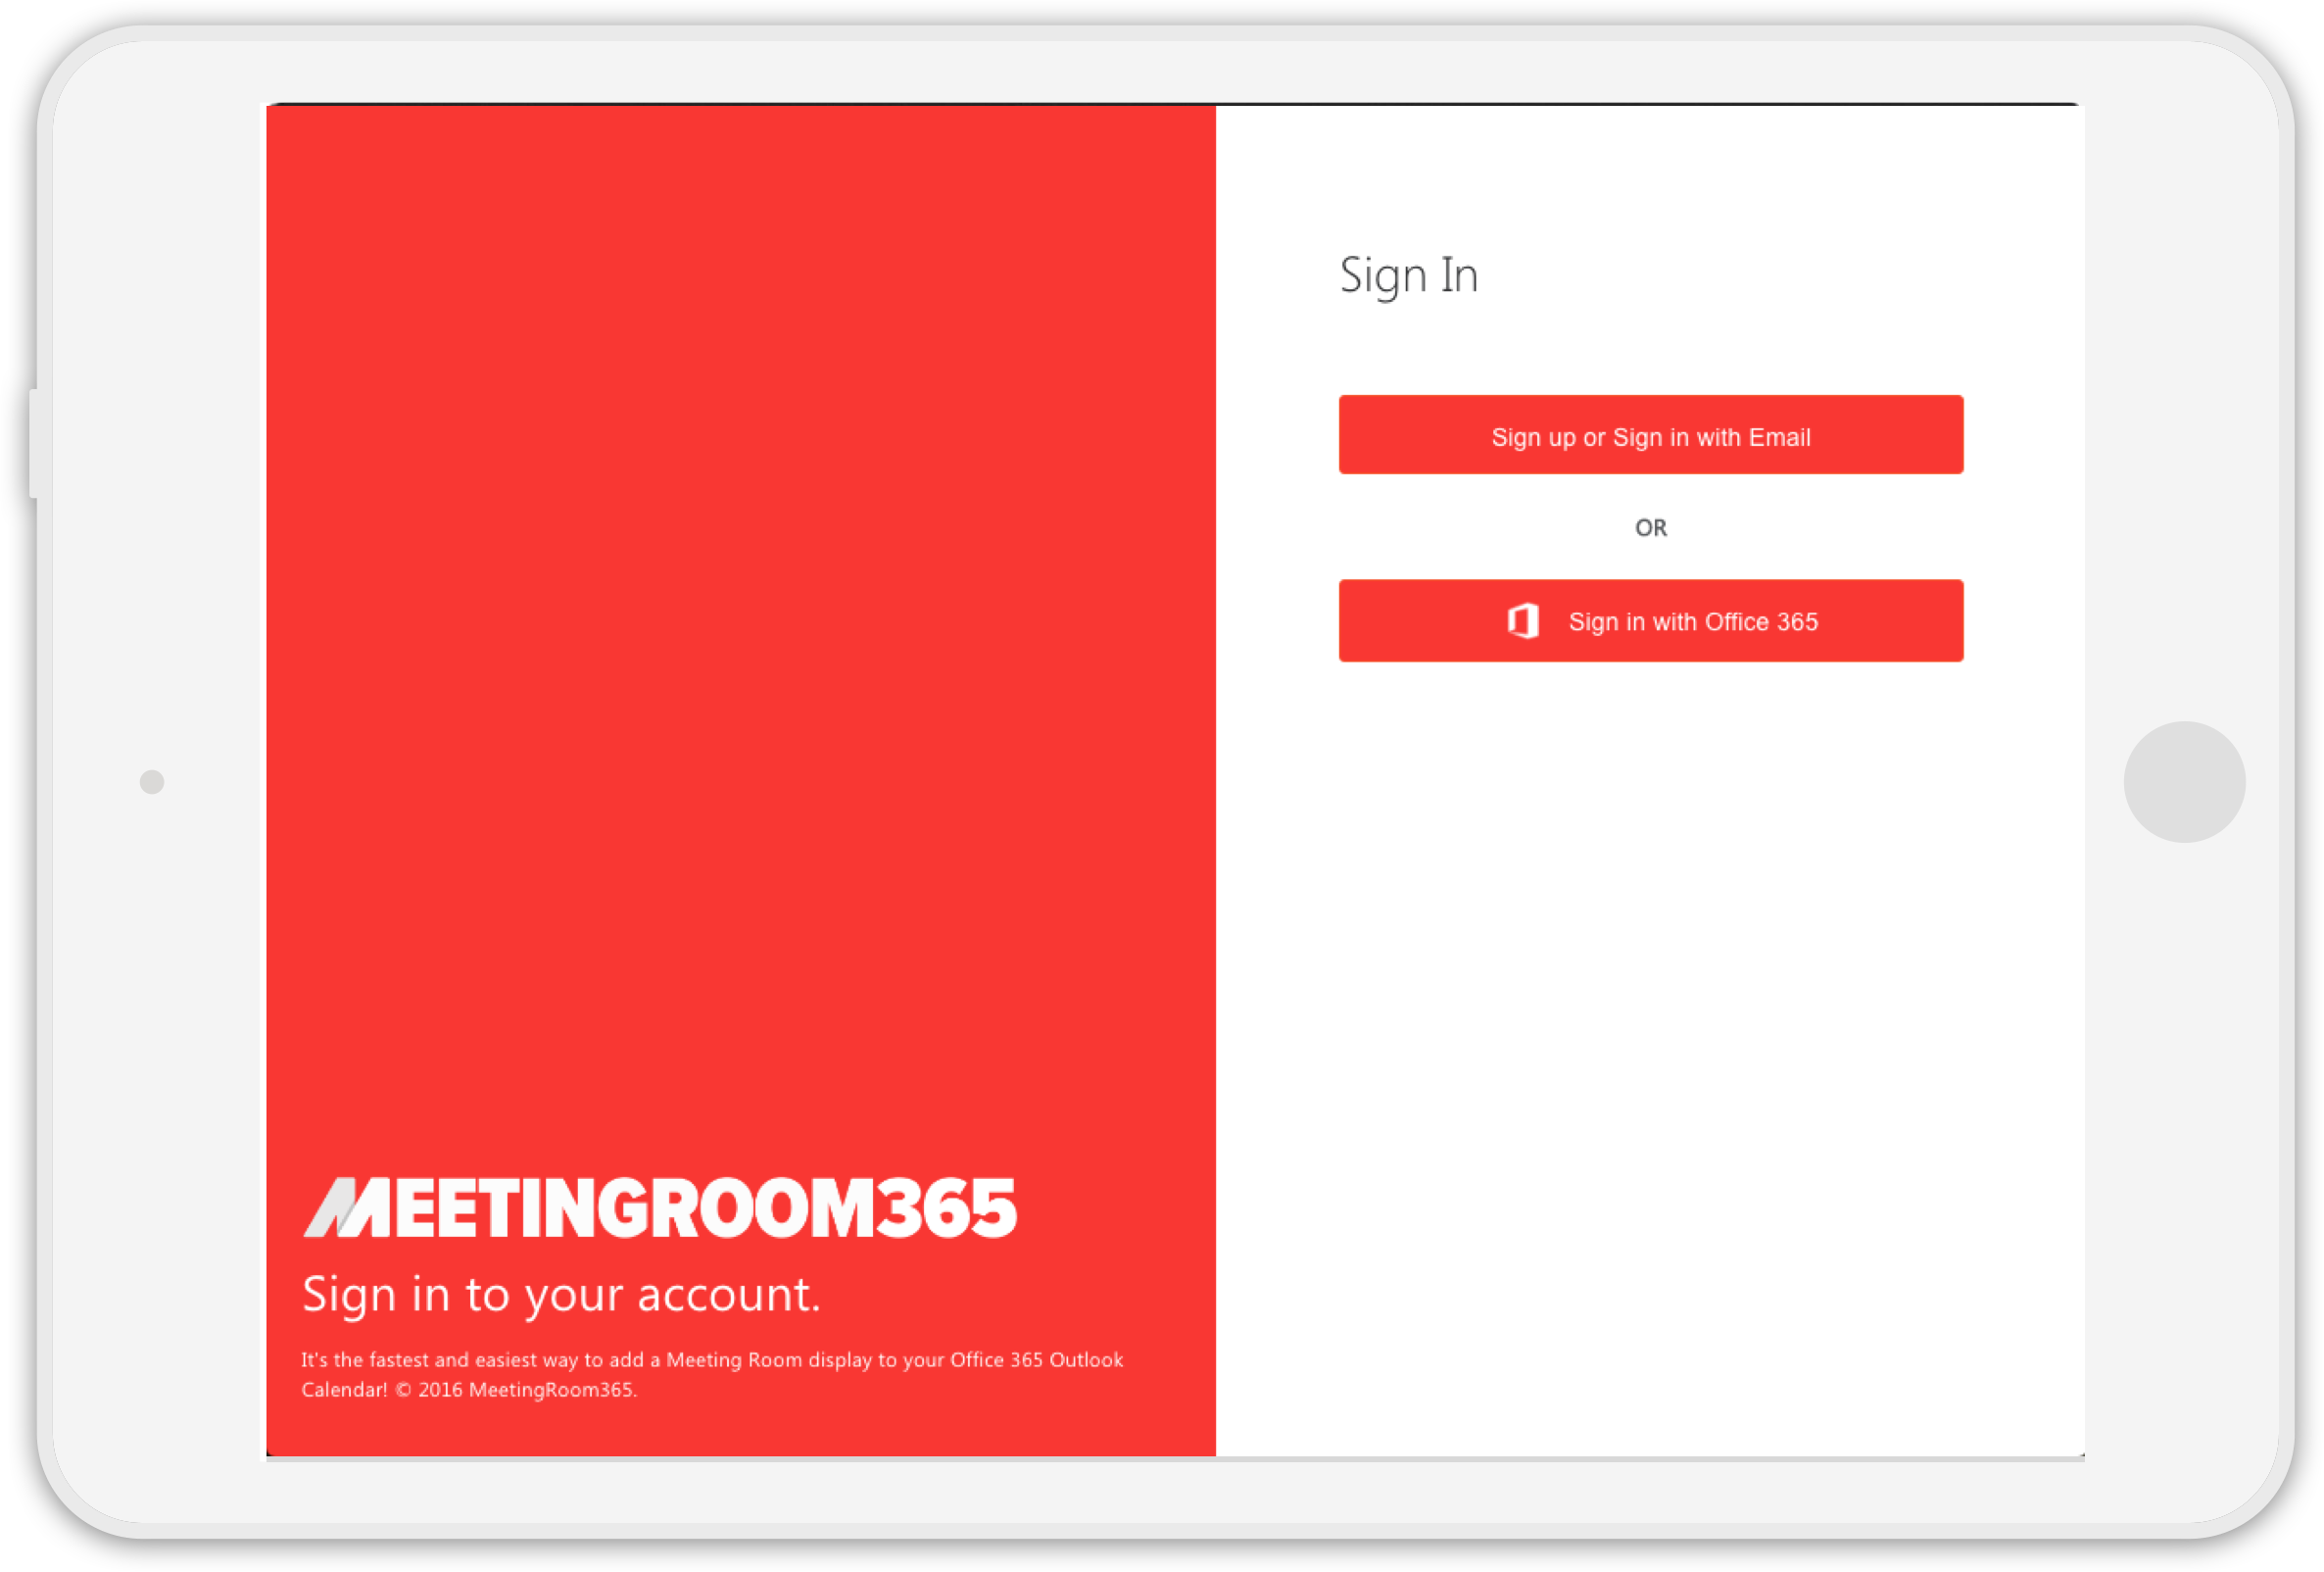 MEETINGROOM365
Sign in to your account.
It's the fastest and easiest way to add a Meeting Room display to your Office 365 Outlook
Calendar! © 2016 MeetingRoom365.
Sign In
Sign up or Sign in with Email
OR
Sign in with Office 365